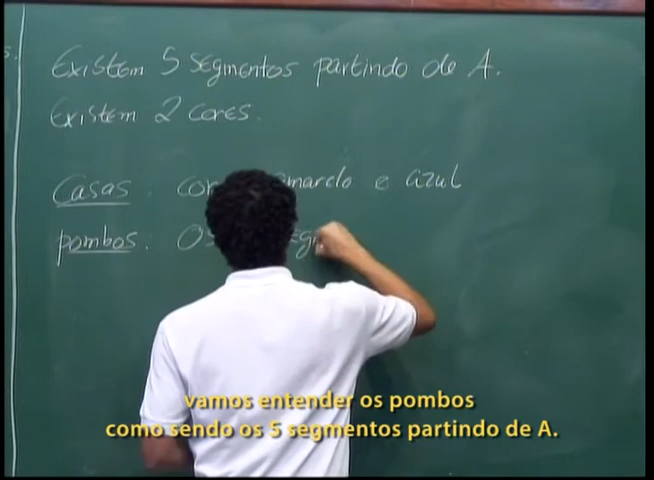 s.
Existem 5 segmentos partindo de A.
Existem 2 cores.
Casas: amarelo e azul
pombos: Os
vamos entender os pombos
como sendo os 5 segmentos partindo de A.